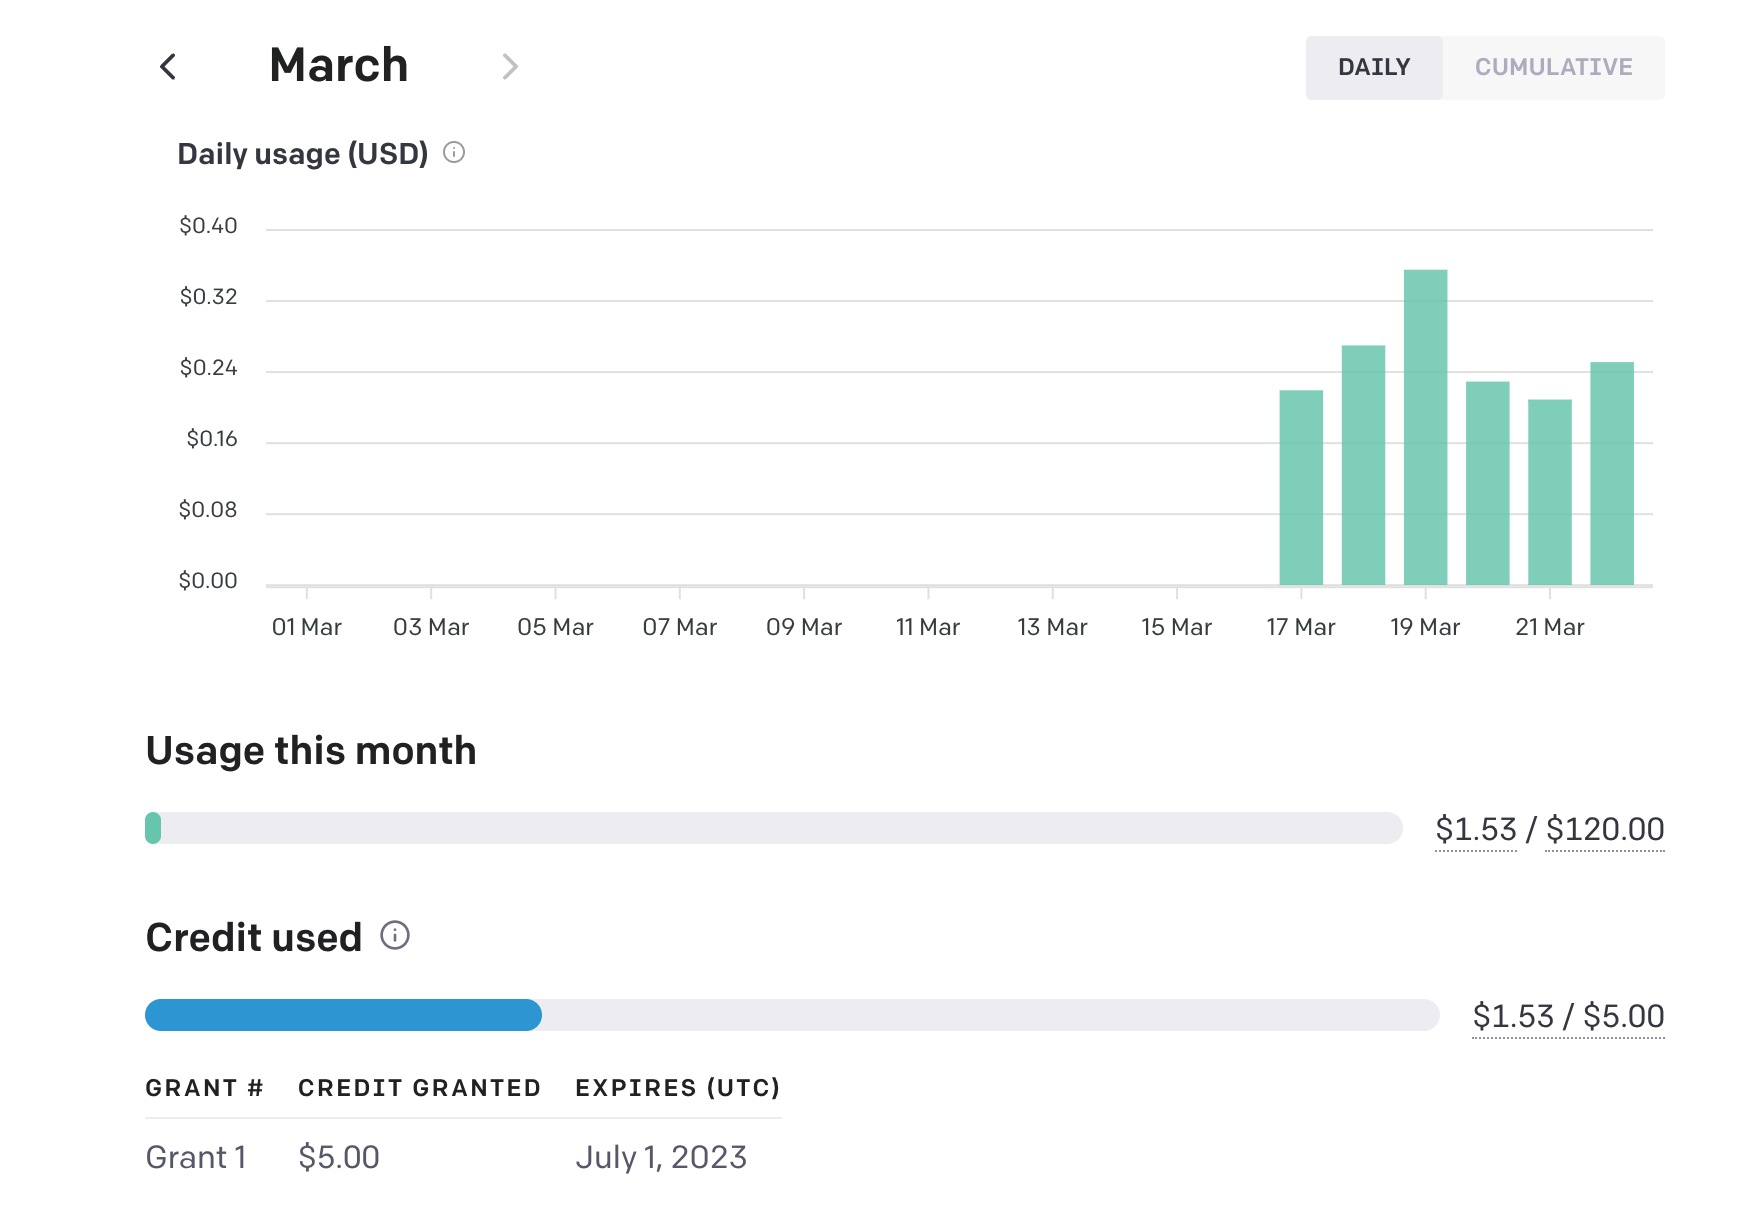 March
DAILY CUMULATIVE
Daily usage (USD)
$0.40
$0.32
$0.24
$0.16
$0.08
$0.00
01 Mar 03 Mar 05 Mar 07 Mar 09 Mar 11 Mar 13 Mar 15 Mar 17 Mar 19 Mar 21 Mar
Usage this month
$1.53 / $120.00
Credit used
$1.53 / $5.00
GRANT # CREDIT GRANTED EXPIRES (UTC)
Grant 1 $5.00 July 1, 2023